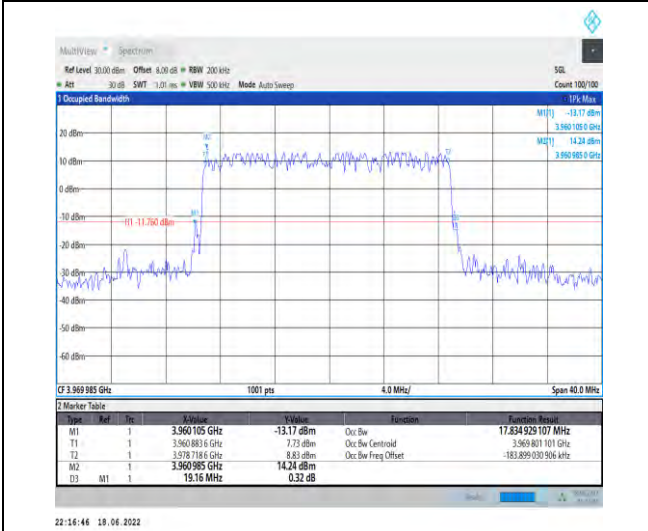 MultiView Spectrum
Ref Level 30.00 dBm Offset 8.00 dB RBW 200 kHz SGL
Att 30 dB SWT 1.01 ms VBW 500 kHz Mode Auto Sweep Count 100/100
1 Occupied Bandwidth 1Pk Max
M1[1] -13.17 dBm
3.960 105 0 GHz
M2[1] 14.24 dBm
3.960 985 0 GHz
20 dBm
M2
T2
10 dBm
0 dBm
-10 dBm
M1
H1 -11.760 dBm
-20 dBm
-30 dBm
-40 dBm
-50 dBm
-60 dBm
CF 3.969 985 GHz 1001 pts 4.0 MHz/ Span 40.0 MHz
2 Marker Table
Type Ref Trc X-Value Y-Value Function Function Result
M1 1 3.960 105 GHz -13.17 dBm Occ Bw 17.834 929 107 MHz
T1 1 3.960 883 6 GHz 7.73 dBm Occ Bw Centroid 3.969 801 101 GHz
T2 1 3.978 718 6 GHz 8.83 dBm Occ Bw Freq Offset -183.899 030 906 kHz
M2 1 3.960 985 GHz 14.24 dBm
D3 M1 1 19.16 MHz 0.32 dB
22:16:46 18.06.2022